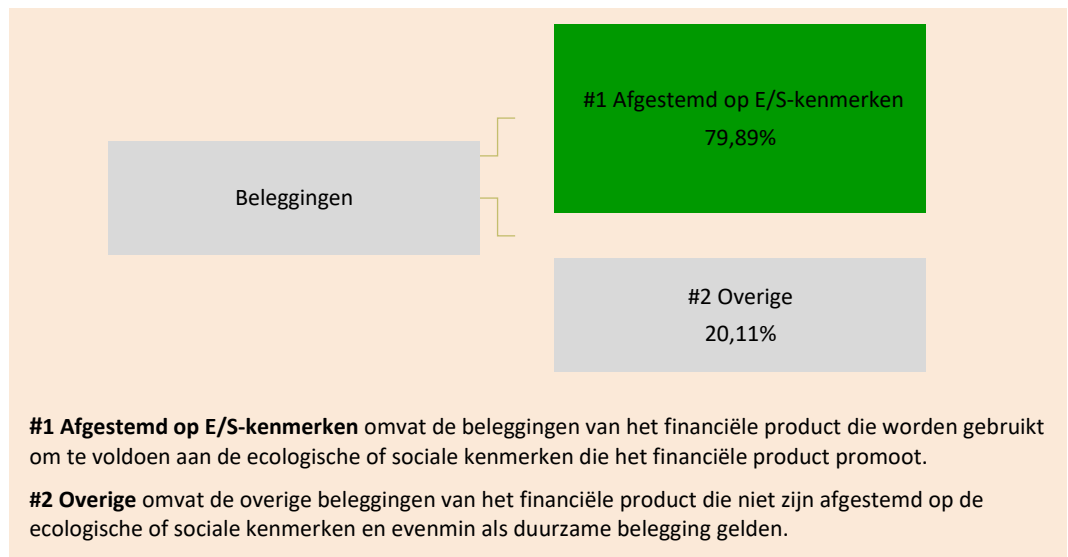 #1 Afgestemd op E/S-kenmerken
79,89%
Beleggingen
#2 Overige
20,11%
#1 Afgestemd op E/S-kenmerken omvat de beleggingen van het financiële product die worden gebruikt
om te voldoen aan de ecologische of sociale kenmerken die het financiële product promoot.
#2 Overige omvat de overige beleggingen van het financiële product die niet zijn afgestemd op de
ecologische of sociale kenmerken en evenmin als duurzame belegging gelden.